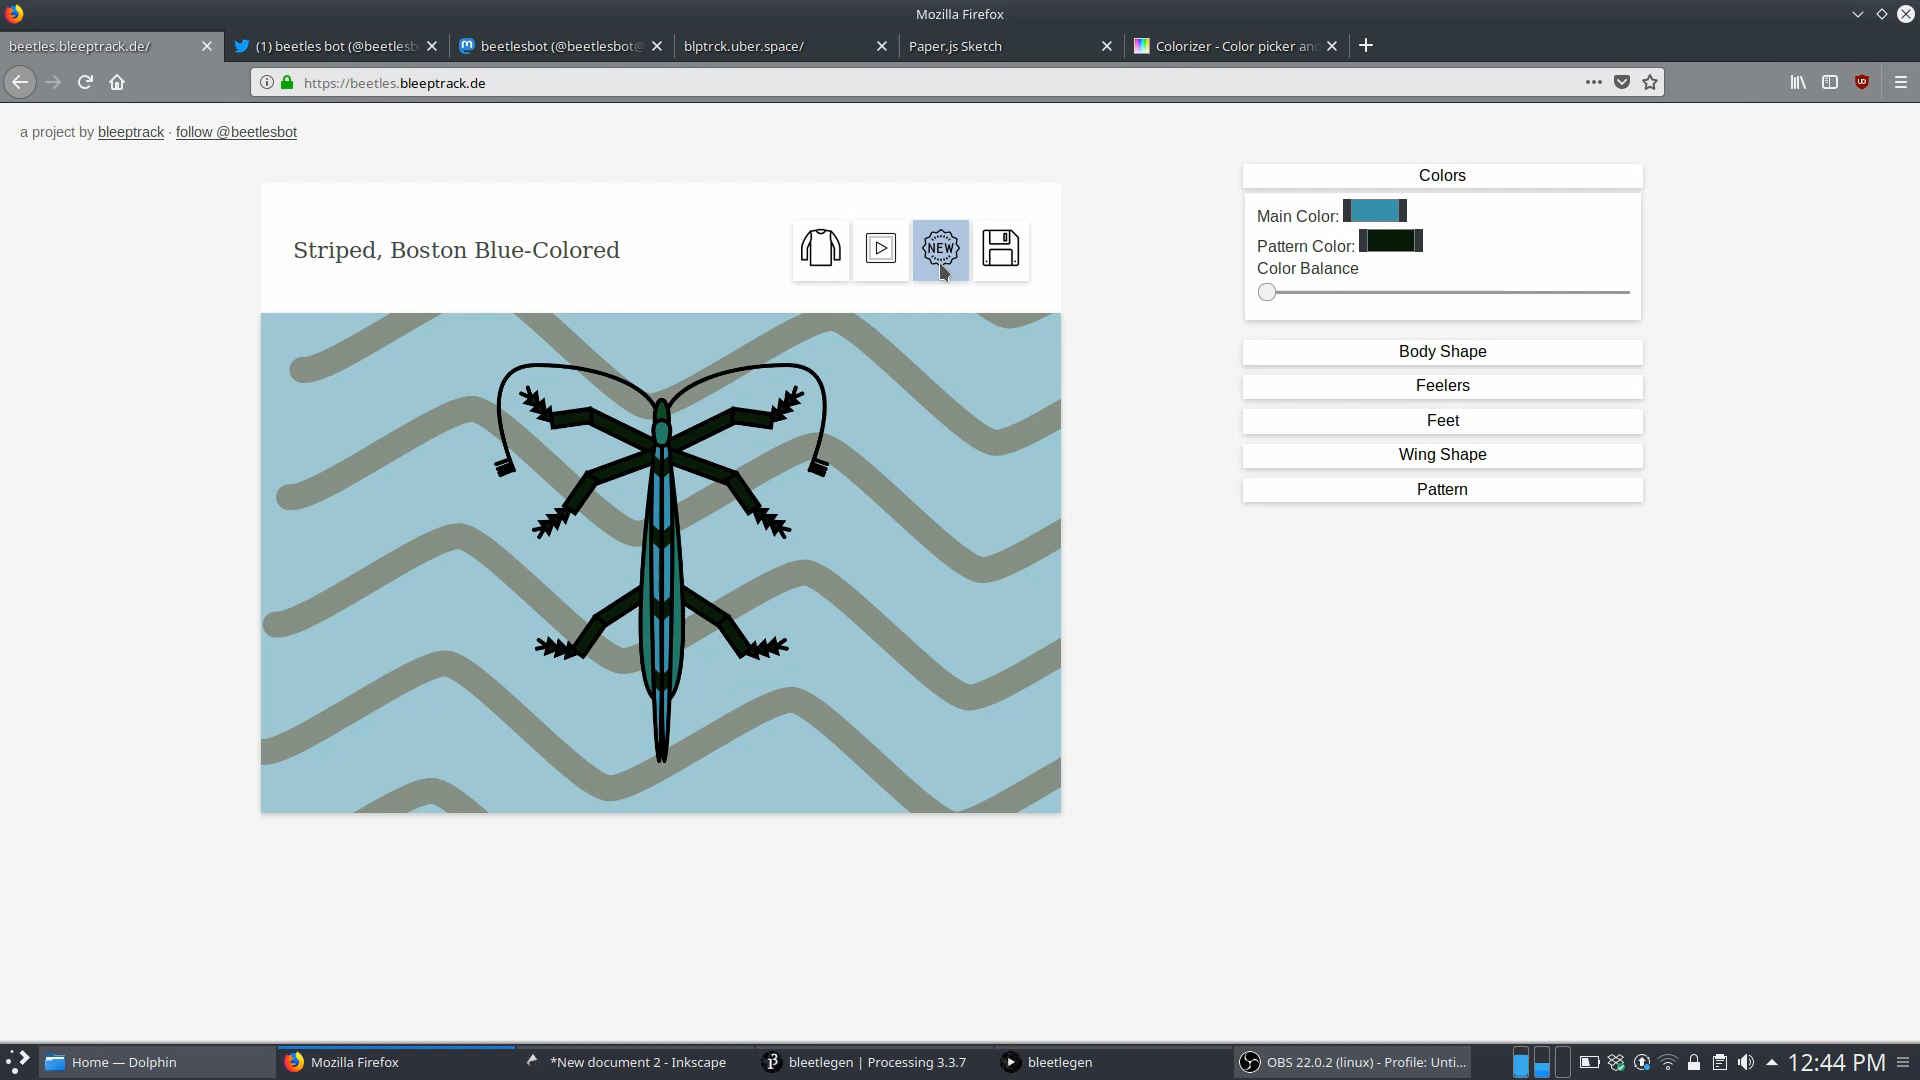 Mozilla Firefox
beetles.bleeptrack.de/
(1) beetles bot (@beetlesb
beetlesbot (@beetlesbot@
blptrck.uber.space/
Paper.js Sketch
Colorizer - Color picker and
https://beetles.bleeptrack.de
a project by bleeptrack · follow @beetlesbot
Striped, Boston Blue-Colored
NEW
Colors
Main Color:
Pattern Color:
Color Balance
Body Shape
Feelers
Feet
Wing Shape
Pattern
Home — Dolphin
Mozilla Firefox
*New document 2 - Inkscape
bleetlegen | Processing 3.3.7
bleetlegen
OBS 22.0.2 (linux) - Profile: Unti...
12:44 PM